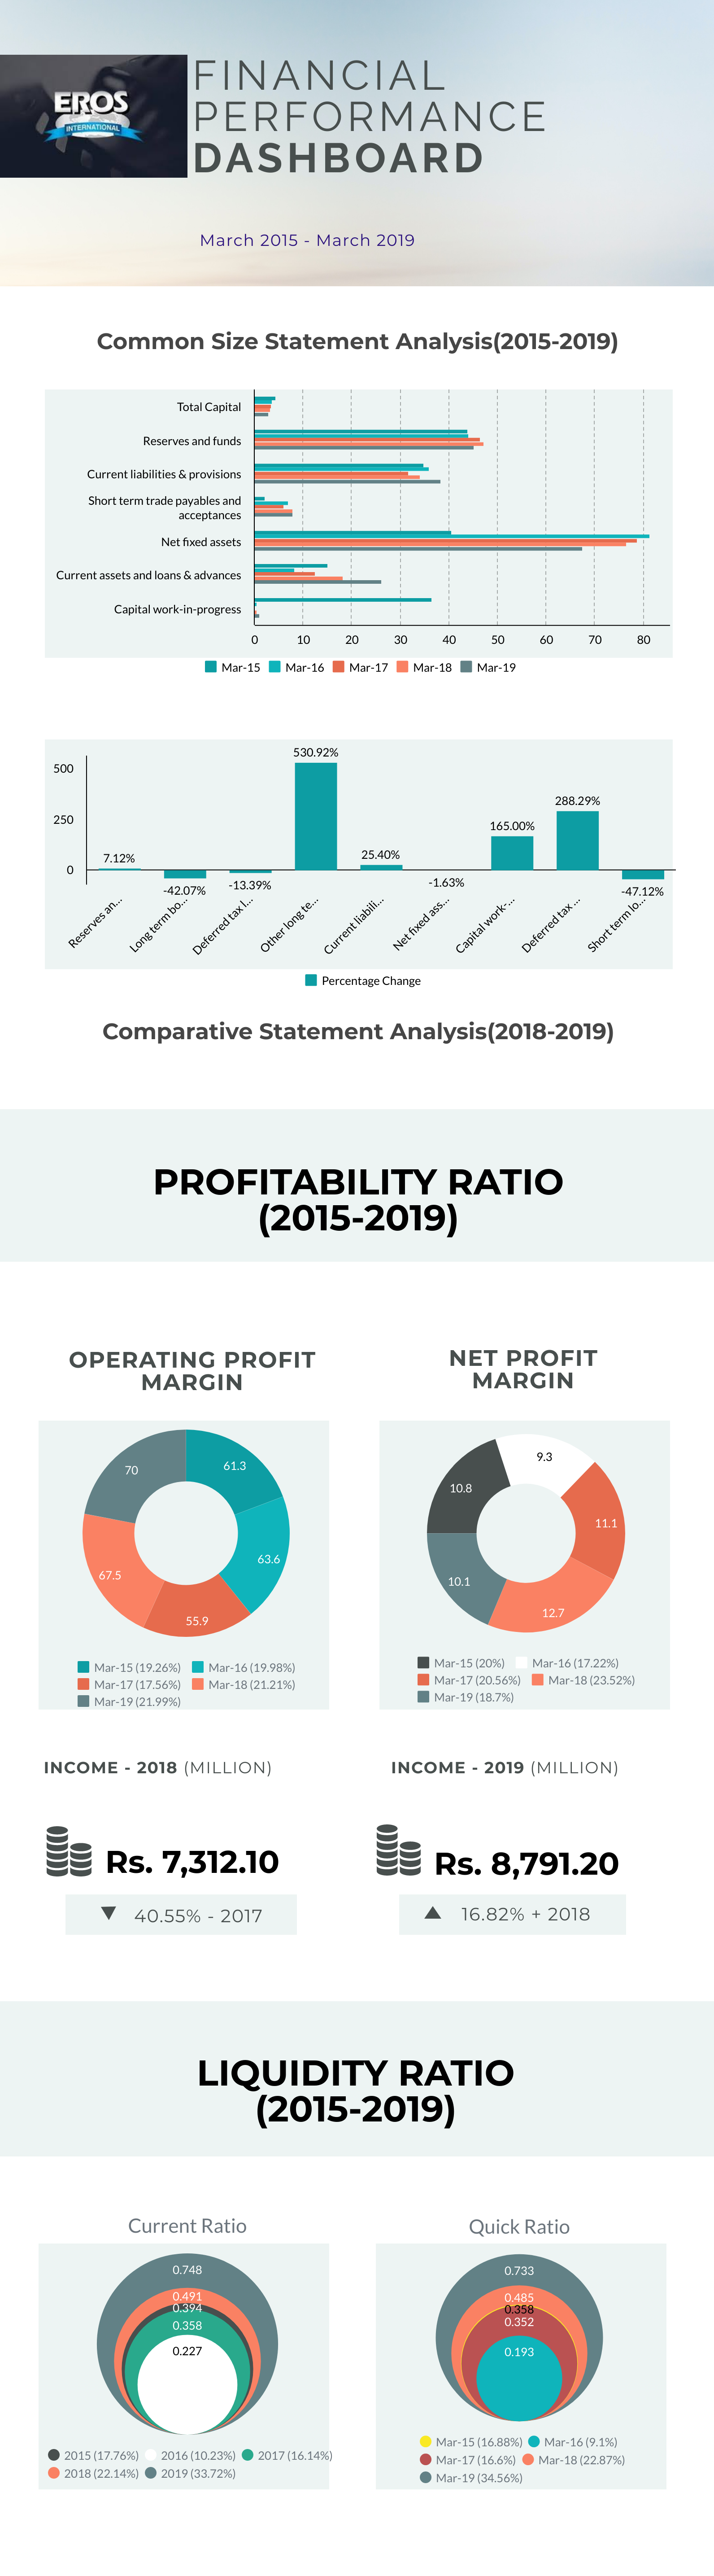 EROS
INTERNATIONAL
FINANCIAL
PERFORMANCE
DASHBOARD
March 2015 - March 2019
Common Size Statement Analysis(2015-2019)
Total Capital
Reserves and funds
Current liabilities & provisions
Short term trade payables and
acceptances
Net fixed assets
Current assets and loans & advances
Capital work-in-progress
0 10 20 30 40 50 60 70 80
Mar-15 Mar-16 Mar-17 Mar-18 Mar-19
500
250
0
7.12%
-42.07%
-13.39%
530.92%
25.40%
-1.63%
165.00%
288.29%
-47.12%
Reserves an...
Long term bo...
Deferred tax l...
Other long te...
Current liabili...
Net fixed ass...
Capital work-...
Deferred tax ...
Short term lo...
Percentage Change
Comparative Statement Analysis(2018-2019)
PROFITABILITY RATIO
(2015-2019)
OPERATING PROFIT
MARGIN
61.3
63.6
55.9
67.5
70
Mar-15 (19.26%) Mar-16 (19.98%)
Mar-17 (17.56%) Mar-18 (21.21%)
Mar-19 (21.99%)
NET PROFIT
MARGIN
10.8
9.3
11.1
12.7
10.1
Mar-15 (20%) Mar-16 (17.22%)
Mar-17 (20.56%) Mar-18 (23.52%)
Mar-19 (18.7%)
INCOME - 2018 (MILLION)
Rs. 7,312.10
40.55% - 2017
INCOME - 2019 (MILLION)
Rs. 8,791.20
16.82% + 2018
LIQUIDITY RATIO
(2015-2019)
Current Ratio
0.748
0.491
0.394
0.358
0.227
2015 (17.76%) 2016 (10.23%) 2017 (16.14%)
2018 (22.14%) 2019 (33.72%)
Quick Ratio
0.733
0.485
0.358
0.352
0.193
Mar-15 (16.88%) Mar-16 (9.1%)
Mar-17 (16.6%) Mar-18 (22.87%)
Mar-19 (34.56%)